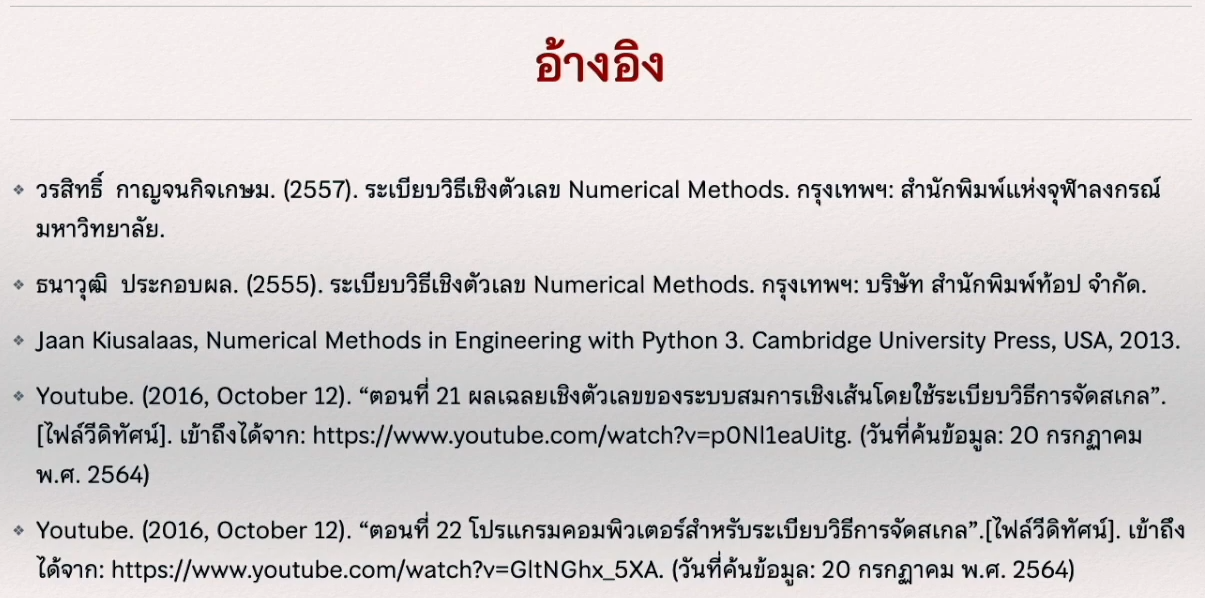 อ้างอิง
❖ วรสิทธิ์  กาญจนกิจเกษม. (2557). ระเบียบวิธีเชิงตัวเลข Numerical Methods. กรุงเทพฯ: สำนักพิมพ์แห่งจุฬาลงกรณ์
มหาวิทยาลัย.
❖ ธนาวุฒิ  ประกอบผล. (2555). ระเบียบวิธีเชิงตัวเลข Numerical Methods. กรุงเทพฯ: บริษัท สำนักพิมพ์ท้อป จำกัด.
❖ Jaan Kiusalaas, Numerical Methods in Engineering with Python 3. Cambridge University Press, USA, 2013.
❖ Youtube. (2016, October 12). “ตอนที่ 21 ผลเฉลยเชิงตัวเลขของระบบสมการเชิงเส้นโดยใช้ระเบียบวิธีการจัดสเกล”.
[ไฟล์วีดิทัศน์]. เข้าถึงได้จาก: https://www.youtube.com/watch?v=p0Nl1eaUitg. (วันที่ค้นข้อมูล: 20 กรกฏาคม
พ.ศ. 2564)
❖ Youtube. (2016, October 12). “ตอนที่ 22 โปรแกรมคอมพิวเตอร์สำหรับระเบียบวิธีการจัดสเกล”.[ไฟล์วีดิทัศน์]. เข้าถึง
ได้จาก: https://www.youtube.com/watch?v=GltNGhx_5XA. (วันที่ค้นข้อมูล: 20 กรกฏาคม พ.ศ. 2564)